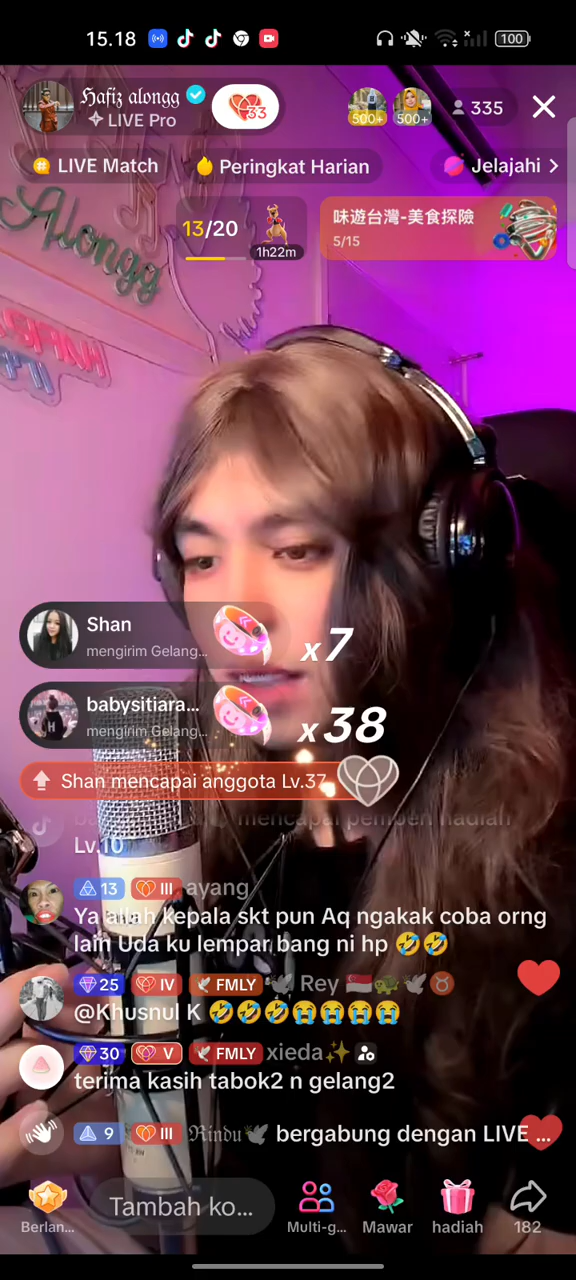 15.18
100
ℌafiz alongg
LIVE Pro
33
500+
500+
335
LIVE Match
Peringkat Harian
Jelajahi
Alongg
13/20
1h22m
味遊台灣-美食探險
5/15
Shan
mengirim Gelang...
x7
babysitiara...
mengirim Gelang...
x38
Shan mencapai anggota Lv.37
mencapai pemberi hadiah
Lv.10
13 III ayang
Ya allah Kepala skt pun Aq ngakak coba orng
lain Uda ku lempar bang ni hp 🤣🤣
25 IV FMLY 🕊 Rey 🇸🇬🐢🕊♉
@Khusnul K 🤣🤣🤣😭😭😭😭
30 V FMLY xieda✨
terima kasih tabok2 n gelang2
9 III ℜ𝔦𝔫𝔡𝔲🕊 bergabung dengan LIVE ...
Berlan...
Tambah ko...
Multi-g...
Mawar
hadiah
182